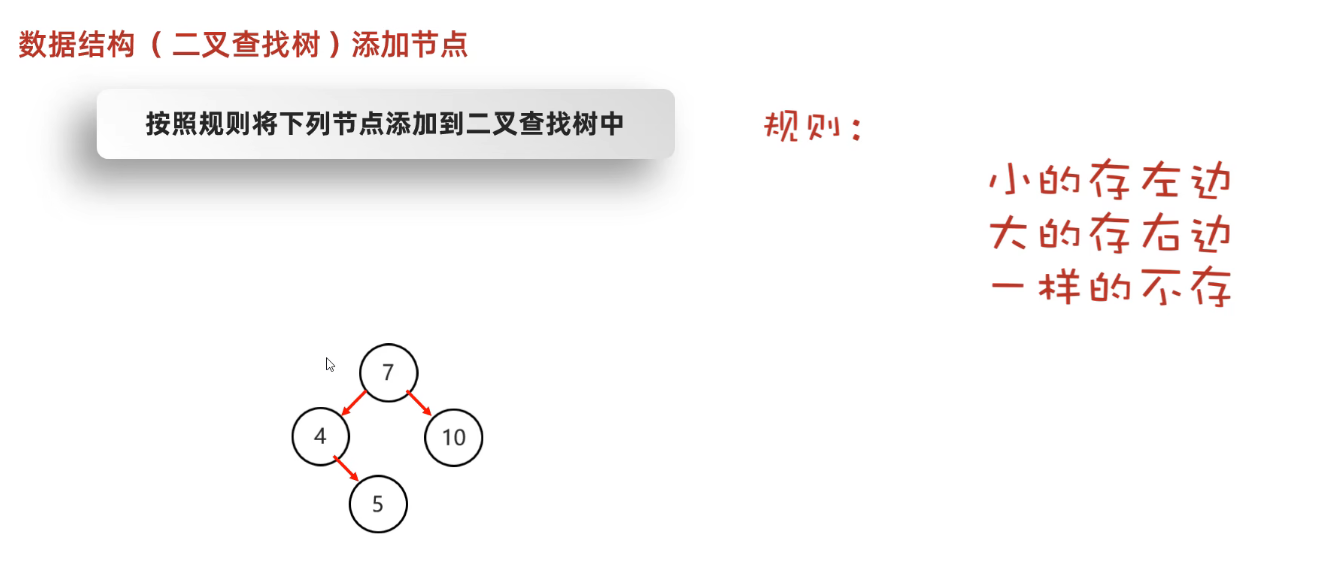 数据结构（二叉查找树）添加节点
按照规则将下列节点添加到二叉查找树中
规则：
小的存左边
大的存右边
一样的不存
7
4
10
5